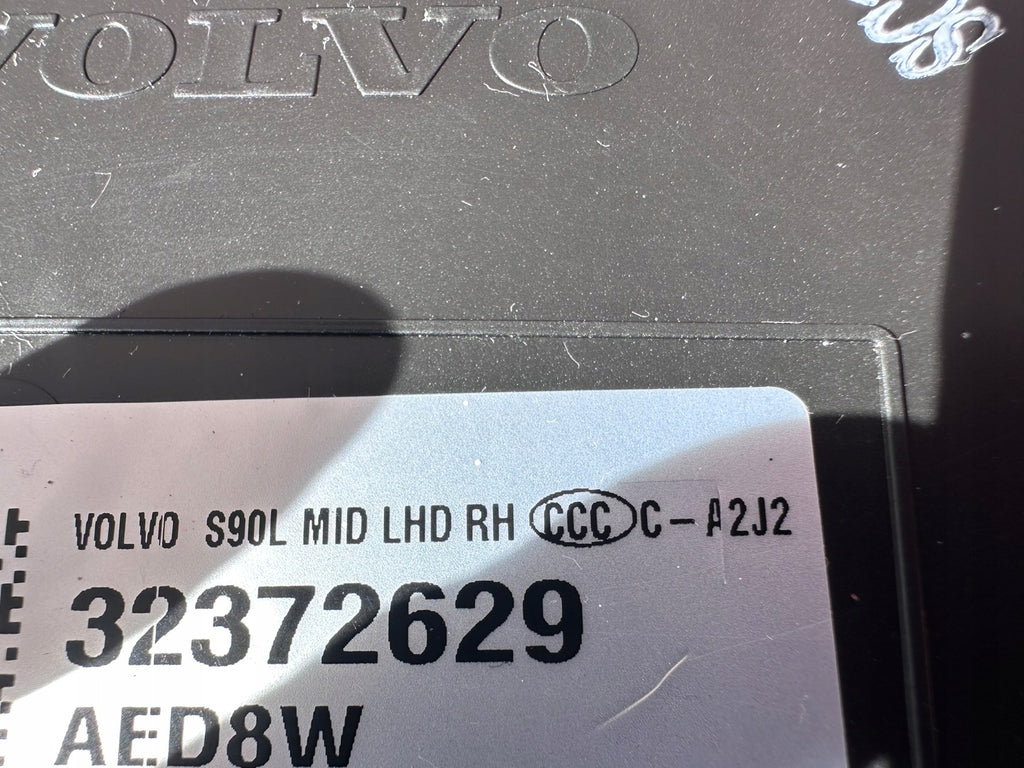 VOLVO
VOLVO S90L MID LHD RH CCC C-A2J2
32372629
AED8W